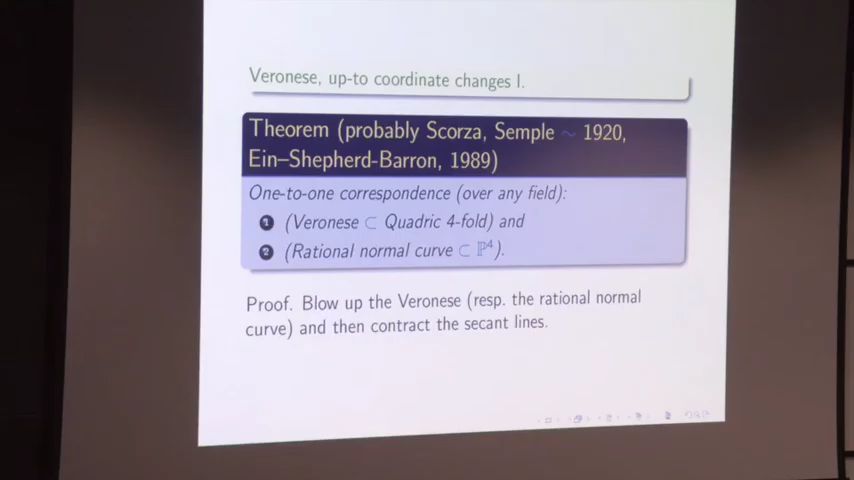 Veronese, up-to coordinate changes I.
Theorem (probably Scorza, Semple ∼ 1920,
Ein–Shepherd-Barron, 1989)
One-to-one correspondence (over any field):
1 (Veronese ⊂ Quadric 4-fold) and
2 (Rational normal curve ⊂ ℙ⁴).
Proof. Blow up the Veronese (resp. the rational normal
curve) and then contract the secant lines.